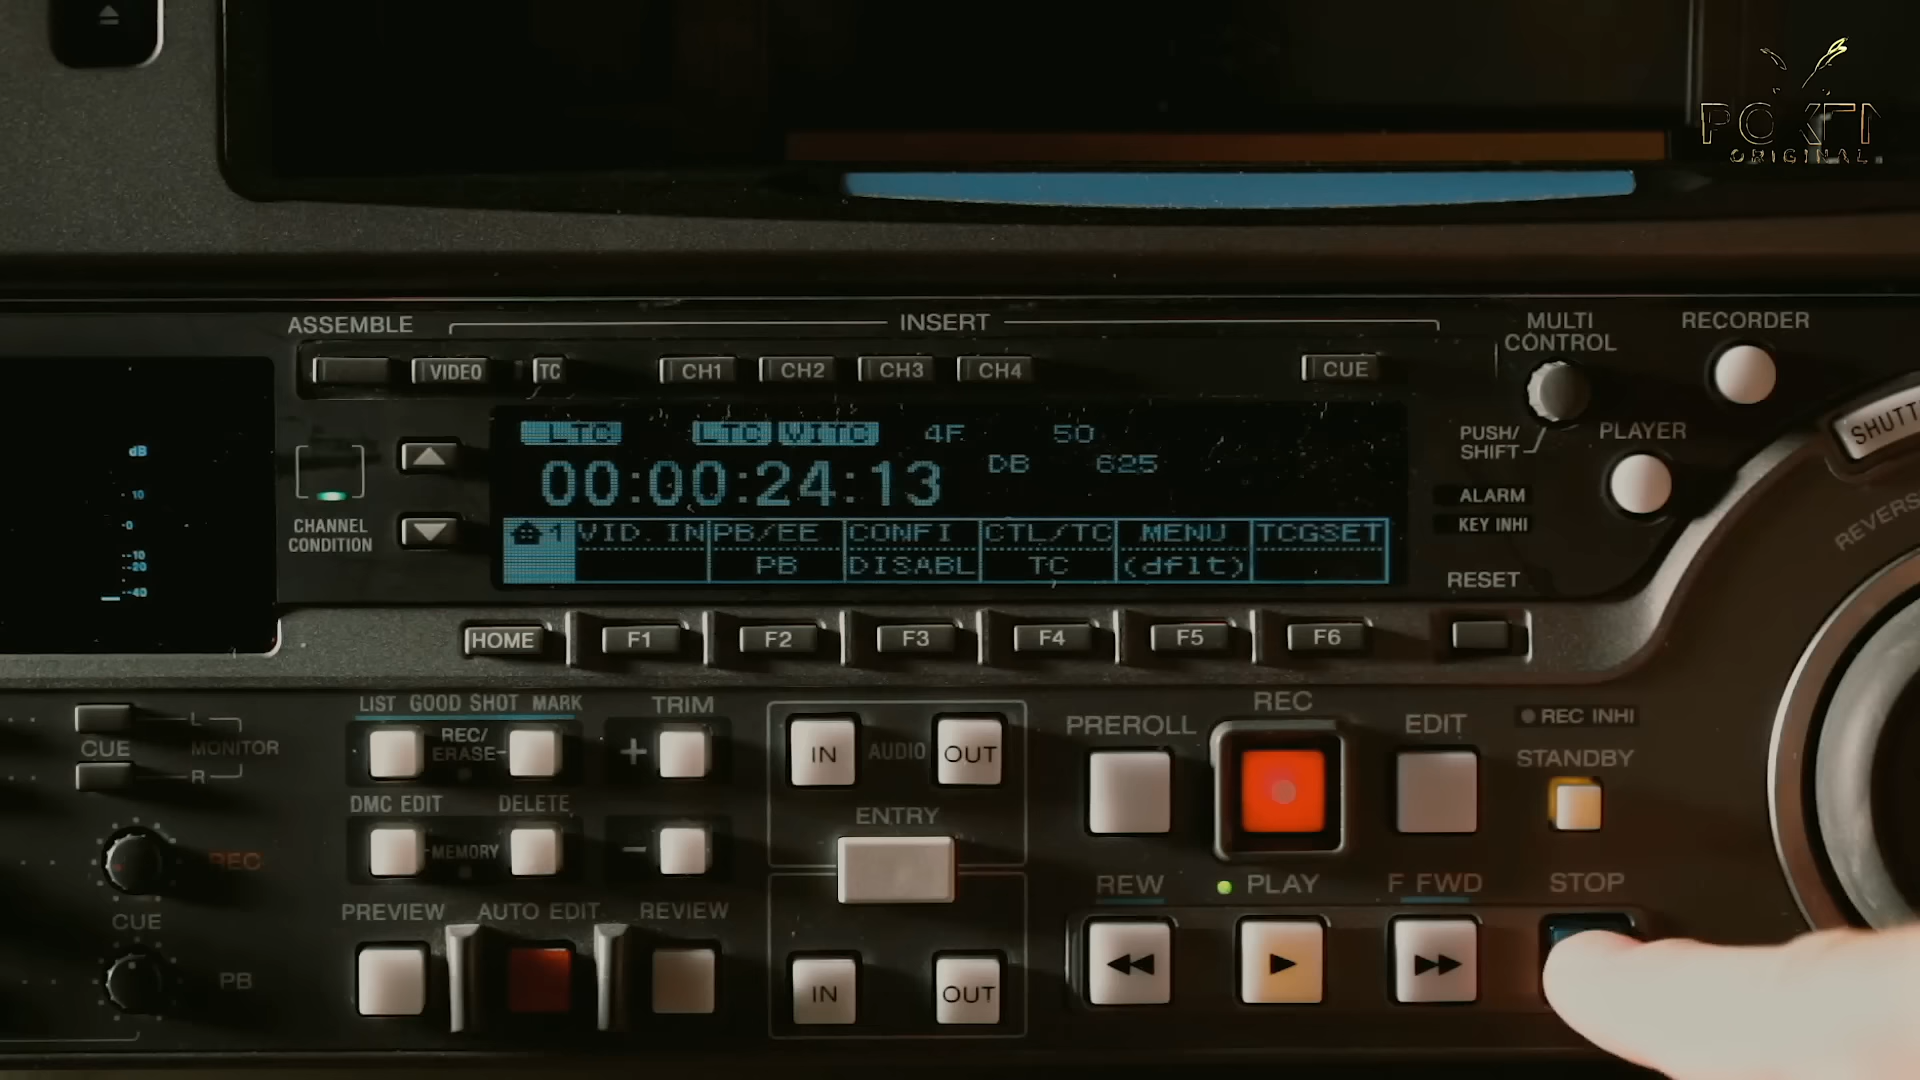 ORIGINAL
ASSEMBLE
INSERT
VIDEO TC CH1 CH2 CH3 CH4 CUE
MULTI
CONTROL
RECORDER
SHUTT
PUSH/
SHIFT
PLAYER
REVERS
ALARM
KEY INHI
RESET
dB
10
-0
-10
-20
-40
CHANNEL
CONDITION
LTC LTC VITC 4F 50
00:00:24:13 DB 625
1 VID. IN PB/EE CONFI CTL/TC MENU TCGSET
PB DISABL TC (dflt)
HOME F1 F2 F3 F4 F5 F6
L
CUE MONITOR
R
REC
CUE
PB
LIST GOOD SHOT MARK
REC/
ERASE
TRIM
+
DMC EDIT DELETE
MEMORY
-
PREVIEW AUTO EDIT REVIEW
IN AUDIO OUT
ENTRY
IN OUT
PREROLL REC EDIT
REC INHI
STANDBY
REW PLAY F FWD STOP